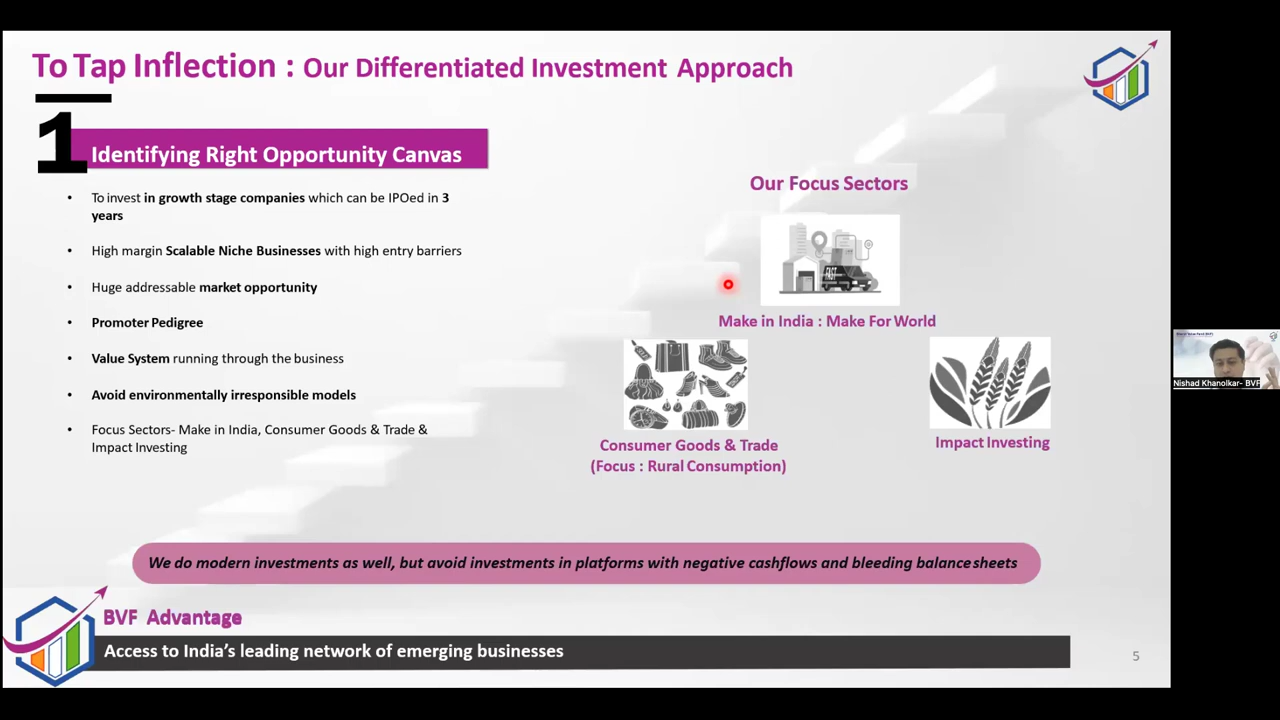 To Tap Inflection : Our Differentiated Investment Approach
1
Identifying Right Opportunity Canvas
• To invest in growth stage companies which can be IPOed in 3
years
• High margin Scalable Niche Businesses with high entry barriers
• Huge addressable market opportunity
• Promoter Pedigree
• Value System running through the business
• Avoid environmentally irresponsible models
• Focus Sectors- Make in India, Consumer Goods & Trade &
Impact Investing
Our Focus Sectors
FAST
Make in India : Make For World
Consumer Goods & Trade
(Focus : Rural Consumption)
Impact Investing
We do modern investments as well, but avoid investments in platforms with negative cashflows and bleeding balance sheets
BVF Advantage
Access to India's leading network of emerging businesses
5
Nishad Khanolkar- BVF